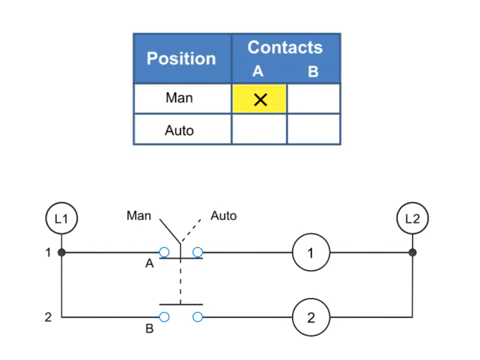 Position Contacts
A B
Man ×
Auto
L1 Man Auto L2
1 A 1
2 B 2